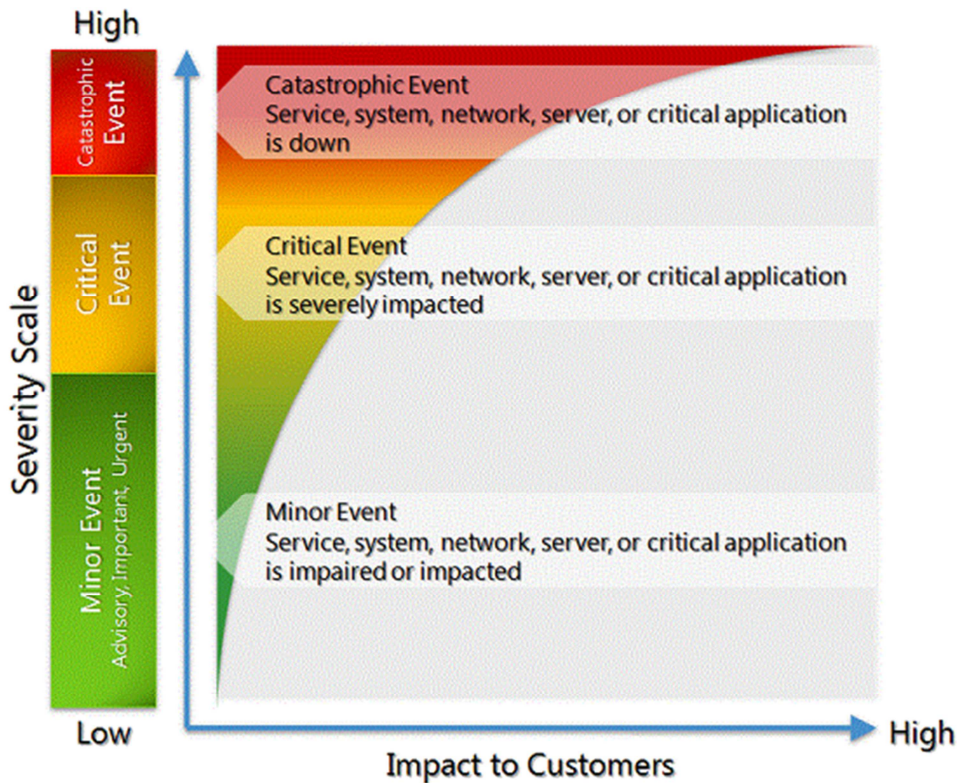 High
Catastrophic
Event
Critical
Event
Minor Event
Advisory, Important, Urgent
Severity Scale
Catastrophic Event
Service, system, network, server, or critical application
is down
Critical Event
Service, system, network, server, or critical application
is severely impacted
Minor Event
Service, system, network, server, or critical application
is impaired or impacted
Low
High
Impact to Customers